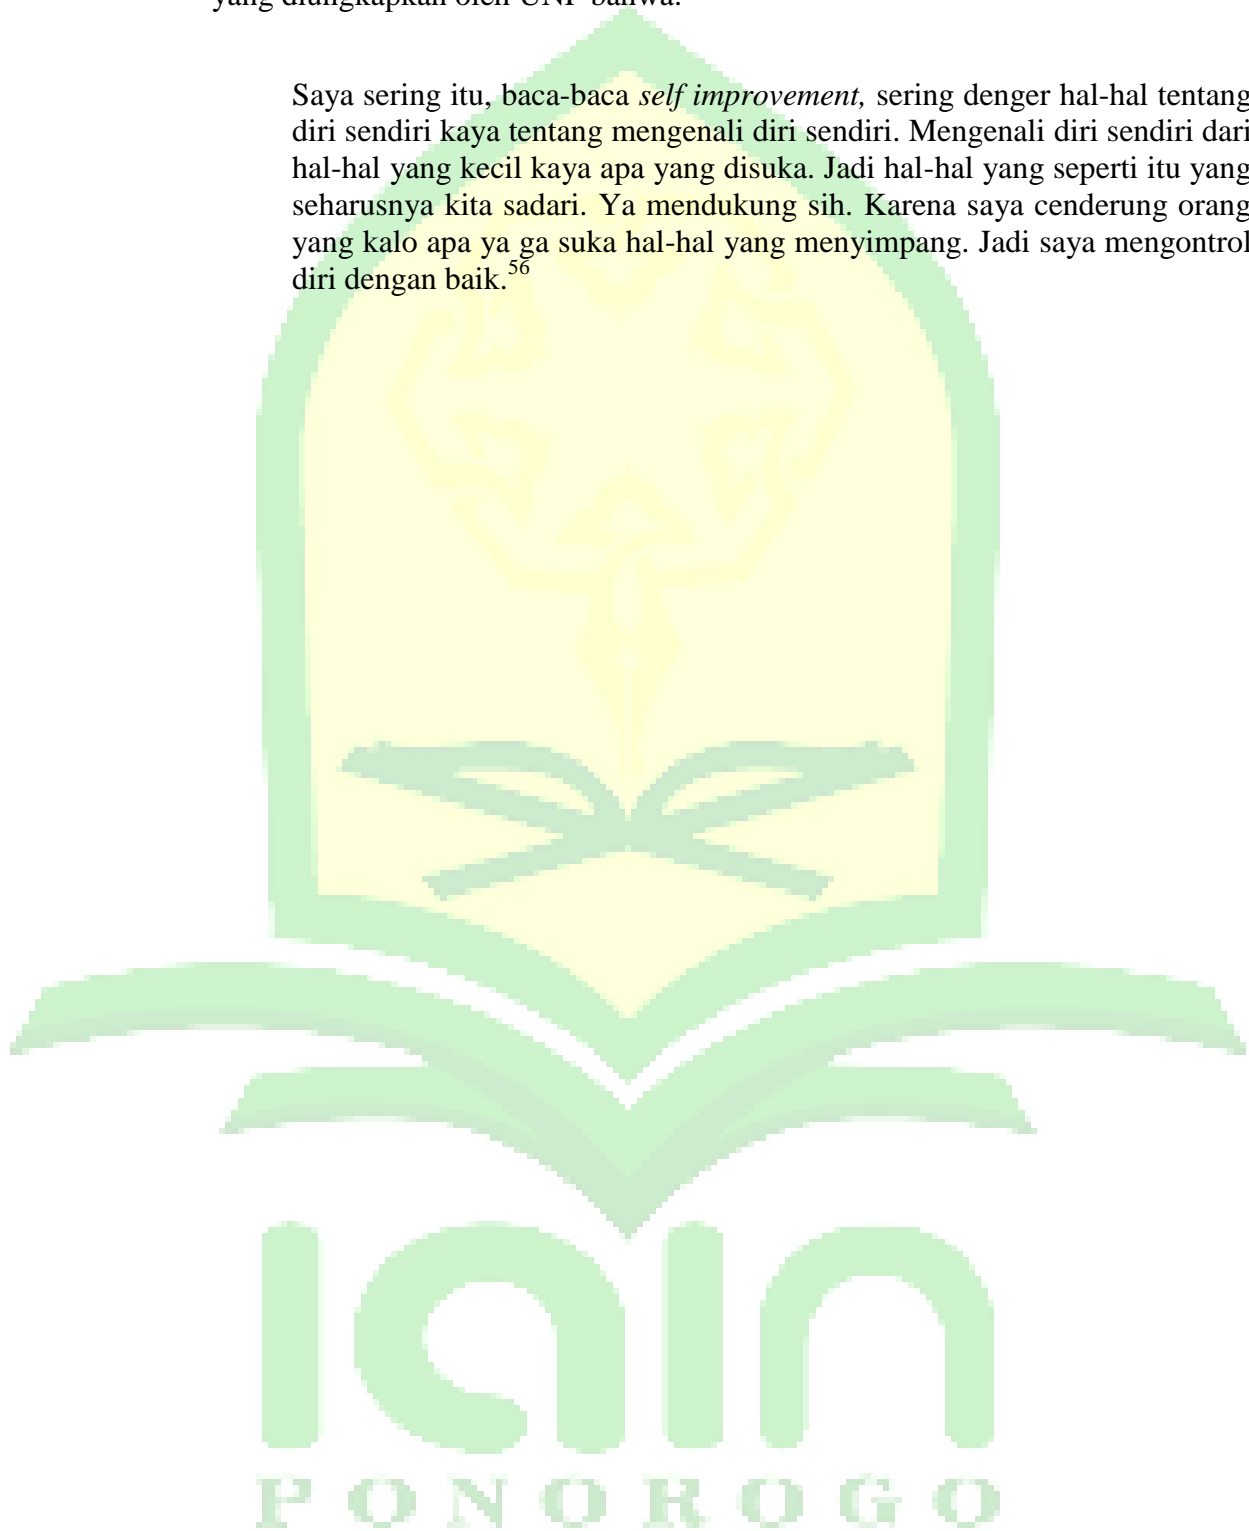 yang diungkapkan oleh UNF bahwa:
Saya sering itu, baca-baca self improvement, sering denger hal-hal tentang
diri sendiri kaya tentang mengenali diri sendiri. Mengenali diri sendiri dari
hal-hal yang kecil kaya apa yang disuka. Jadi hal-hal yang seperti itu yang
seharusnya kita sadari. Ya mendukung sih. Karena saya cenderung orang
yang kalo apa ya ga suka hal-hal yang menyimpang. Jadi saya mengontrol
diri dengan baik.56
iain
PONOROGO